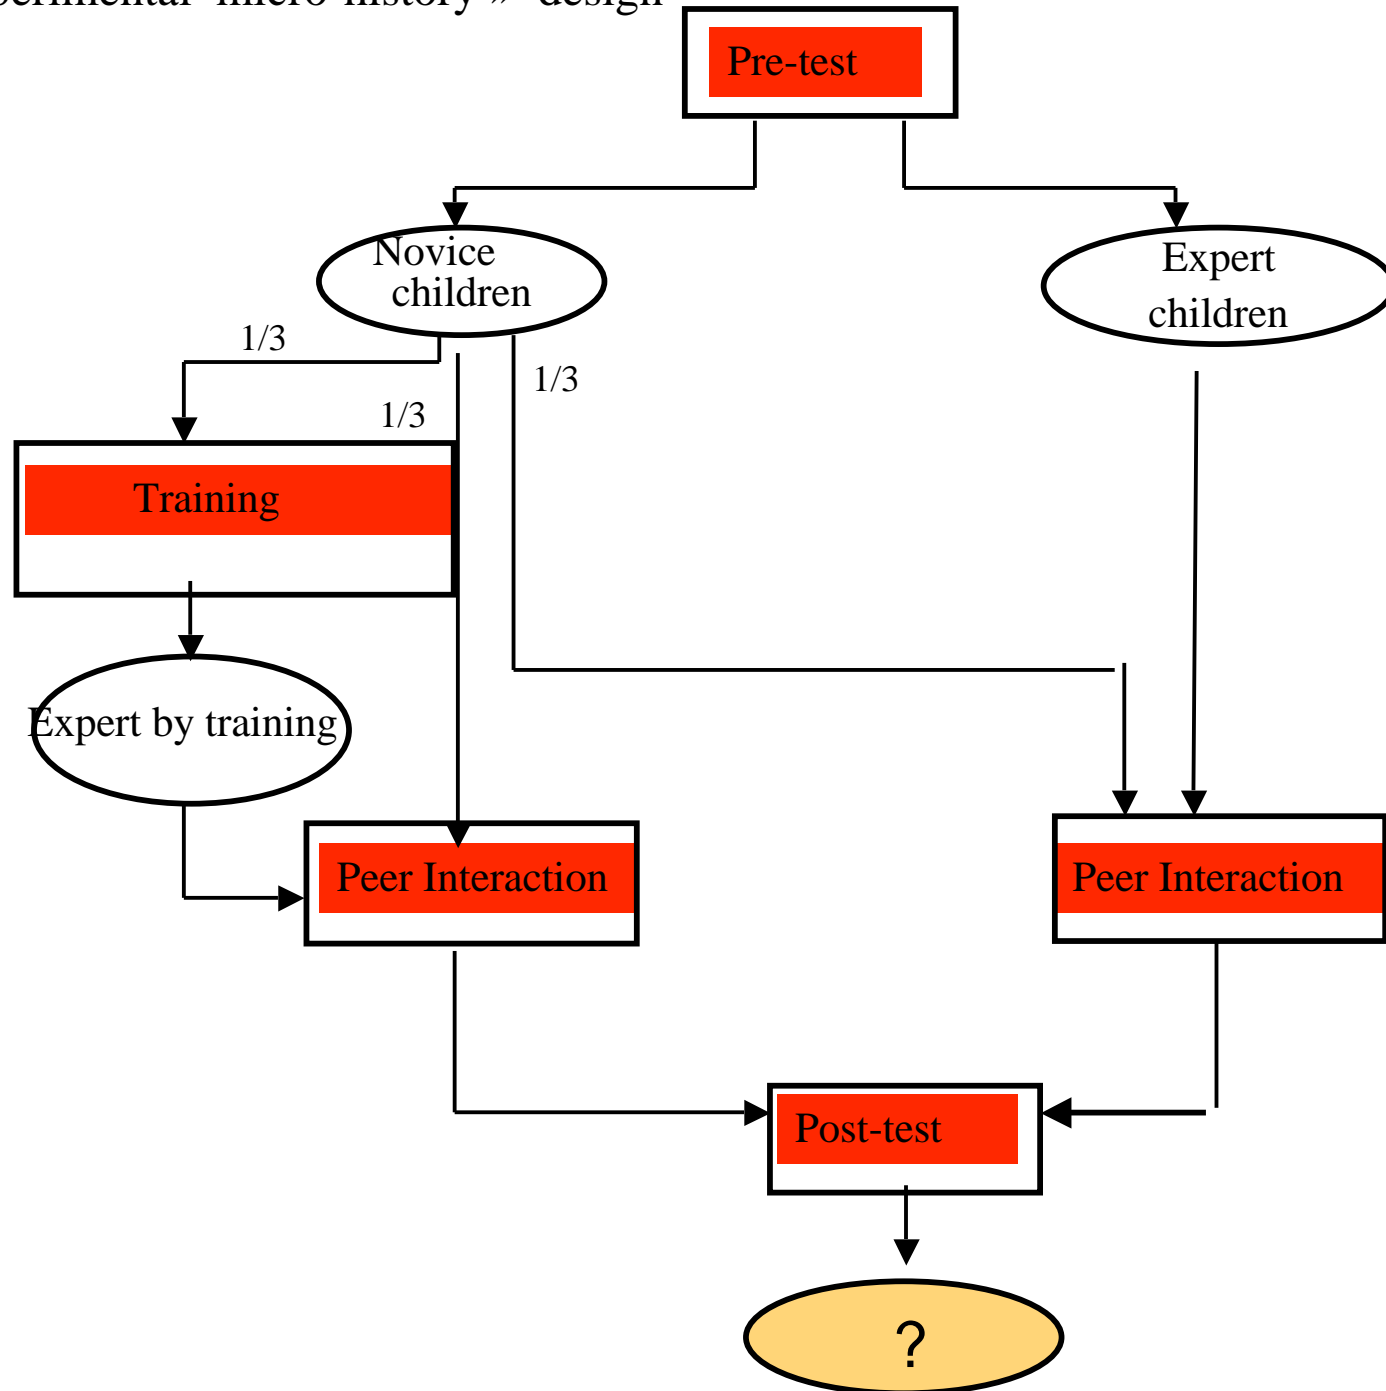 design
Pre-test
Novice
children
Expert
children
1/3
1/3
1/3
Training
Expert by training
Peer Interaction
Peer Interaction
Post-test
?